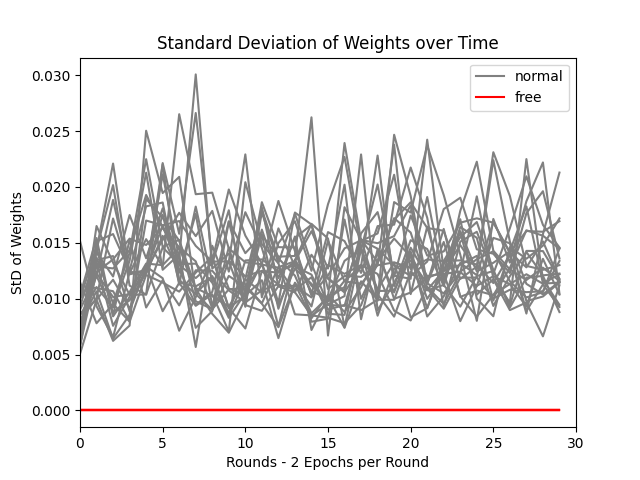 Standard Deviation of Weights over Time
normal
free
StD of Weights
0.030
0.025
0.020
0.015
0.010
0.005
0.000
0 5 10 15 20 25 30
Rounds - 2 Epochs per Round